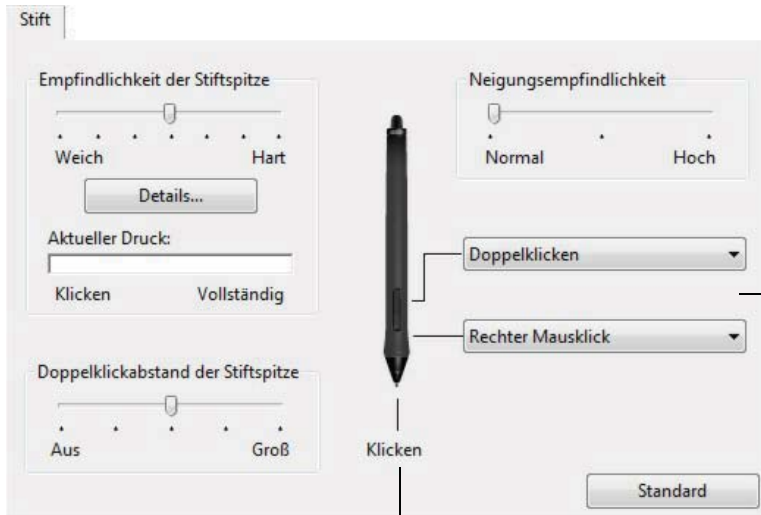 Stift
Empfindlichkeit der Stiftspitze
Weich Hart
Details...
Aktueller Druck:
Klicken Vollständig
Doppelklickabstand der Stiftspitze
Aus Groß
Neigungsempfindlichkeit
Normal Hoch
Doppelklicken
Rechter Mausklick
Klicken
Standard